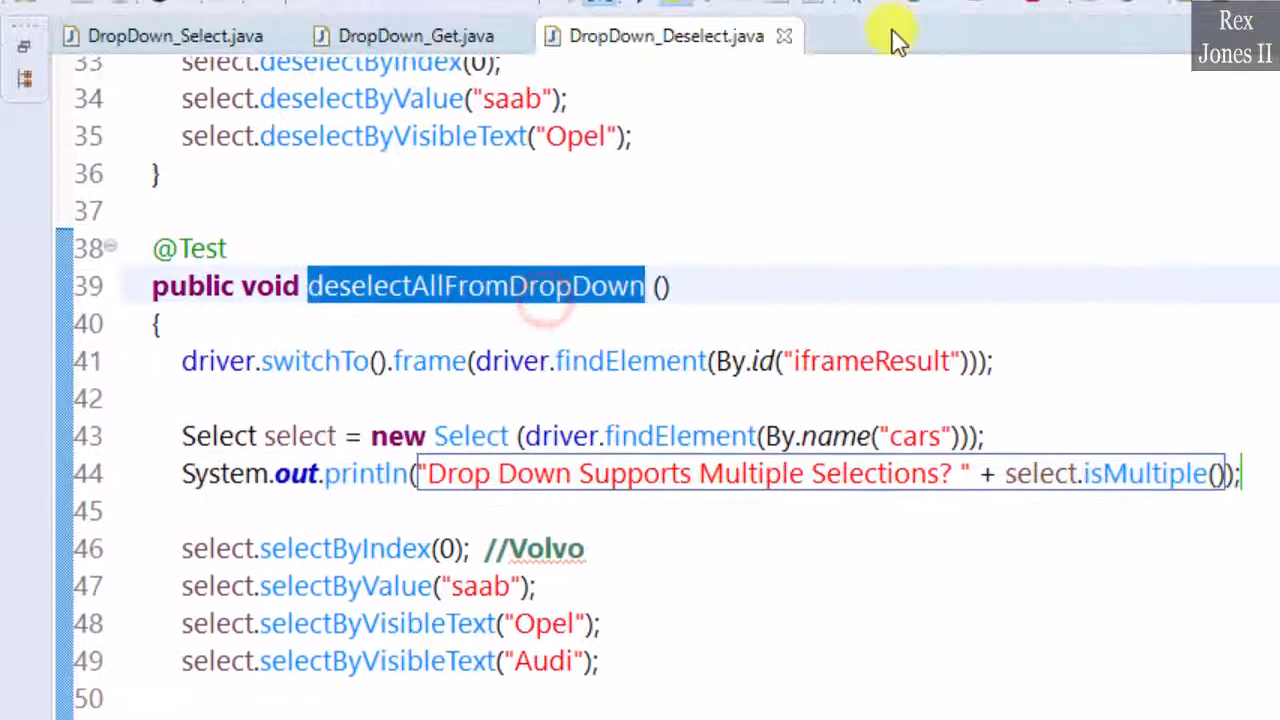 Rex
Jones II
DropDown_Select.java DropDown_Get.java DropDown_Deselect.java
33 select.deselectByIndex(0);
34 select.deselectByValue("saab");
35 select.deselectByVisibleText("Opel");
36 }
37
38 @Test
39 public void deselectAllFromDropDown ()
40 {
41 driver.switchTo().frame(driver.findElement(By.id("iframeResult")));
42
43 Select select = new Select (driver.findElement(By.name("cars")));
44 System.out.println("Drop Down Supports Multiple Selections? " + select.isMultiple());
45
46 select.selectByIndex(0); //Volvo
47 select.selectByValue("saab");
48 select.selectByVisibleText("Opel");
49 select.selectByVisibleText("Audi");
50